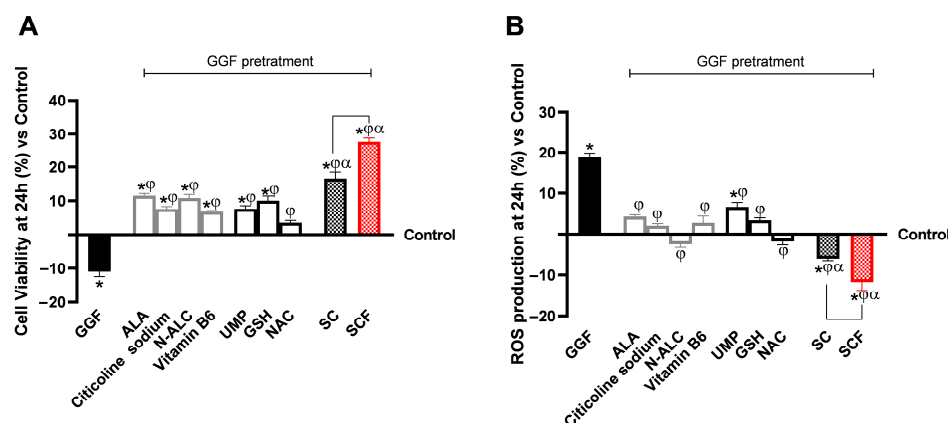 A
GGF pretratment
Cell Viability at 24h (%) vs Control
40
30
20
10
−10
−20
*
*φ
*φ
*φ
*φ
*φ
*φ
φ
*φα
*φα
Control
GGF
ALA
Citicoline sodium
N-ALC
Vitamin B6
UMP
GSH
NAC
SC
SCF
B
GGF pretratment
ROS production at 24h (%) vs Control
30
20
10
−10
−20
*
φ
φ
φ
φ
*φ
φ
φ
*φα
*φα
Control
GGF
ALA
Citicoline sodium
N-ALC
Vitamin B6
UMP
GSH
NAC
SC
SCF